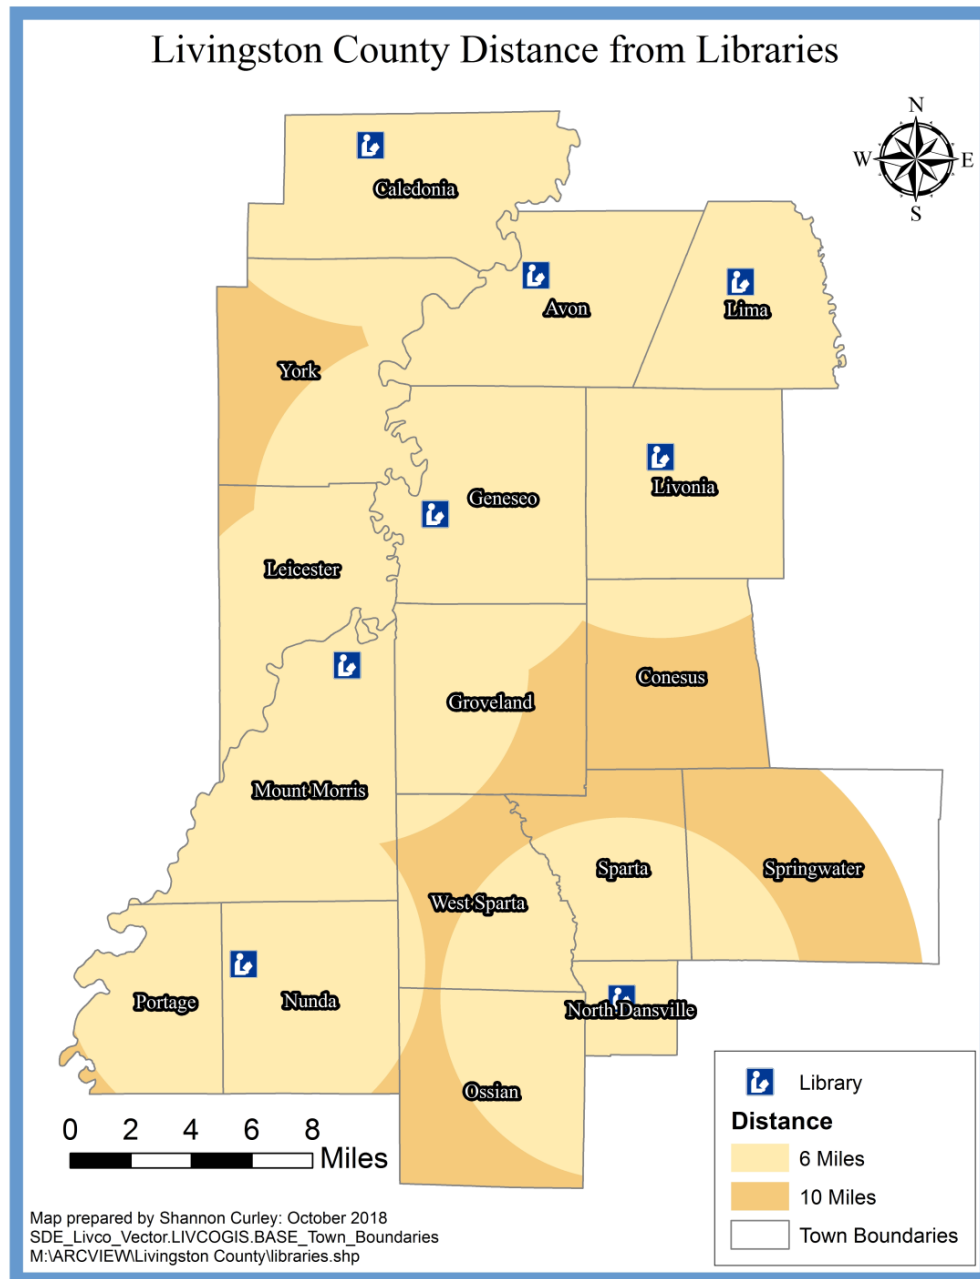 Livingston County Distance from Libraries
N
W
E
S
Caledonia
Avon
Lima
York
Geneseo
Livonia
Leicester
Groveland
Conesus
Mount Morris
West Sparta
Sparta
Springwater
Portage
Nunda
North Dansville
Ossian
Library
Distance
6 Miles
10 Miles
Town Boundaries
0 2 4 6 8
Miles
Map prepared by Shannon Curley: October 2018
SDE_Livco_Vector.LIVCOGIS.BASE_Town_Boundaries
M:\ARCVIEW\Livingston County\libraries.shp